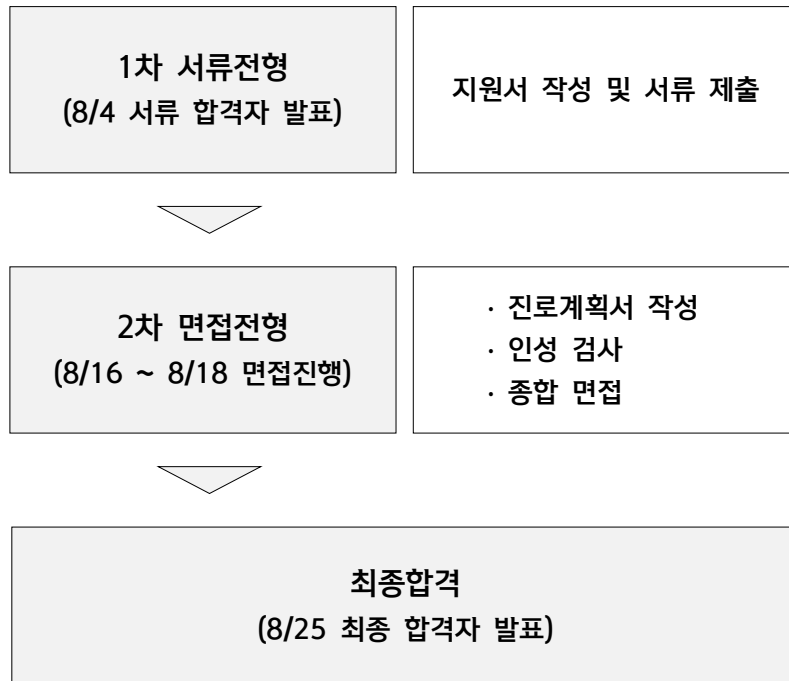 1차 서류전형
(8/4 서류 합격자 발표)
지원서 작성 및 서류 제출
2차 면접전형
(8/16 ~ 8/18 면접진행)
· 진로계획서 작성
· 인성 검사
· 종합 면접
최종합격
(8/25 최종 합격자 발표)